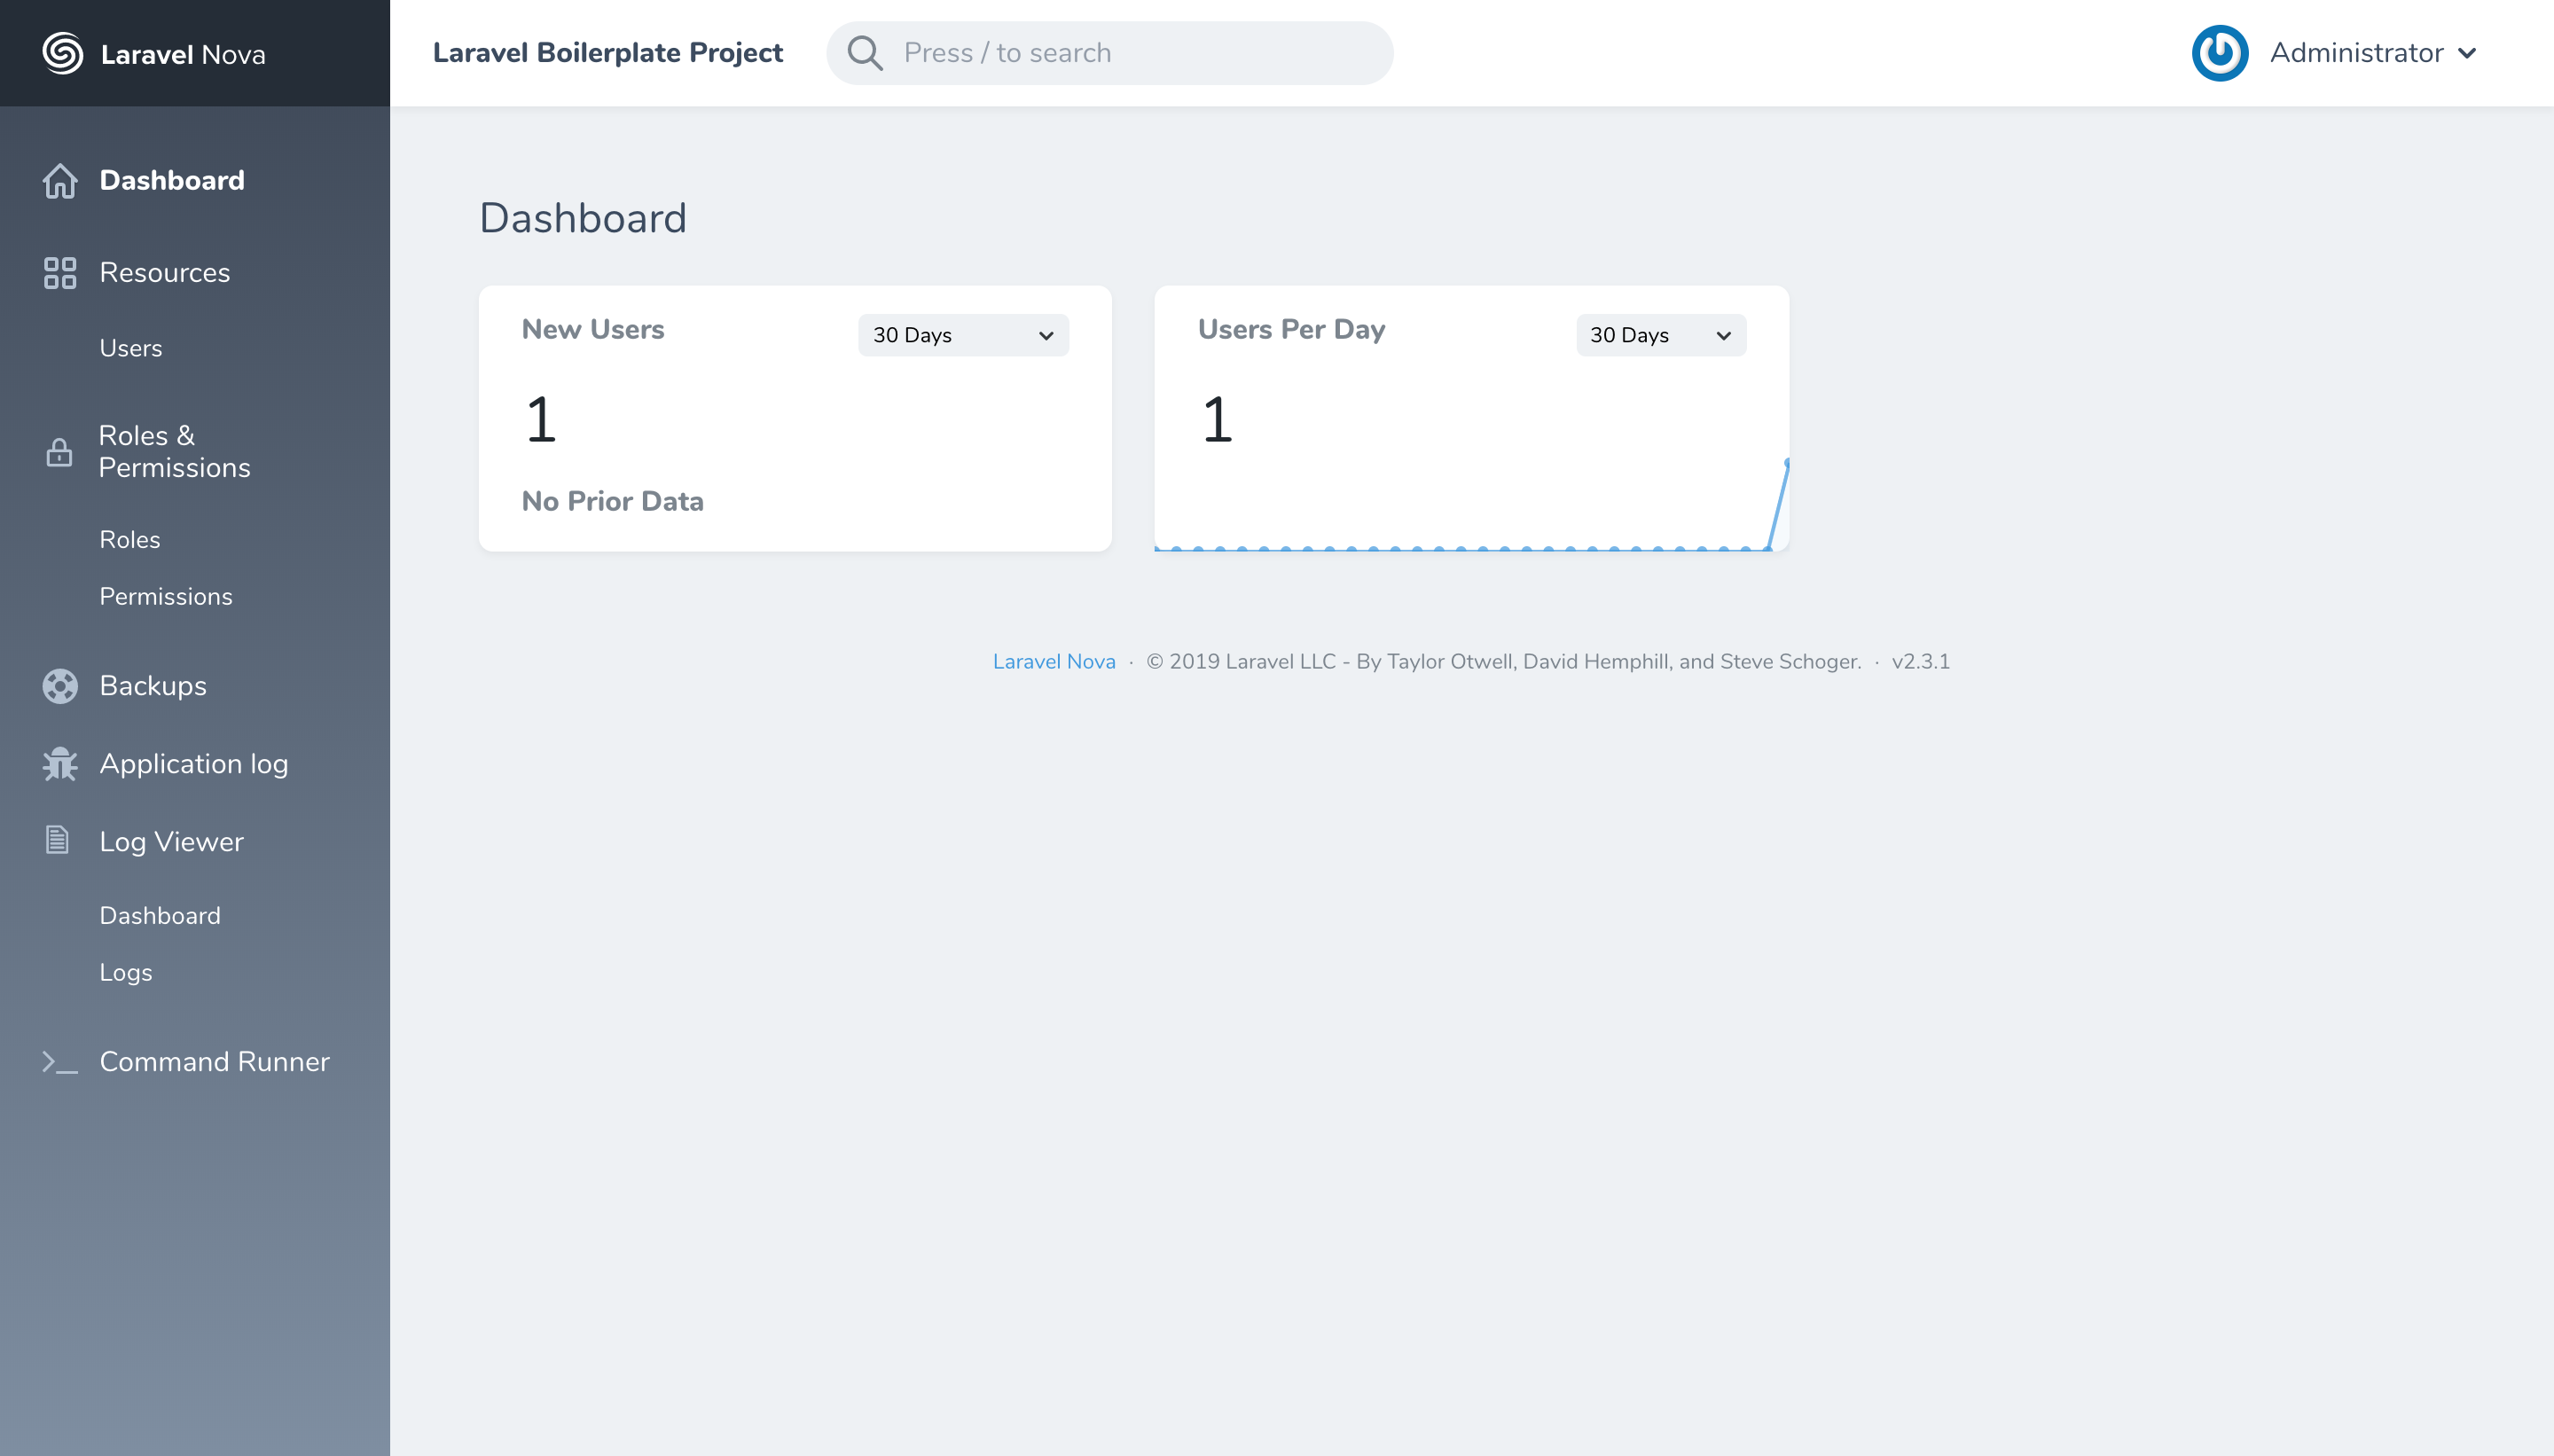 Laravel Nova
Laravel Boilerplate Project
Press / to search
Administrator
Dashboard
Resources
Users
Roles &
Permissions
Roles
Permissions
Backups
Application log
Log Viewer
Dashboard
Logs
Command Runner
Dashboard
New Users
30 Days
1
No Prior Data
Users Per Day
30 Days
1
Laravel Nova · © 2019 Laravel LLC - By Taylor Otwell, David Hemphill, and Steve Schoger. · v2.3.1